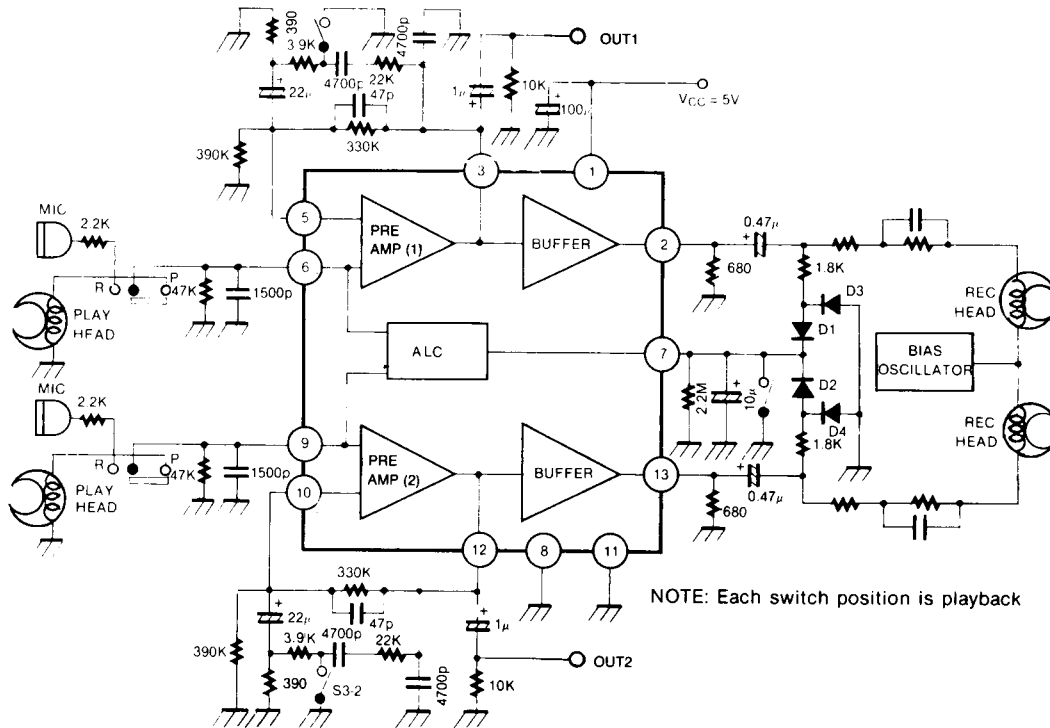 390
3.9K
4700p
22K
4700p
22μ
47p
330K
390K
1μ
+
10K
OUT1
100μ
+
VCC = 5V
3
1
MIC
2.2K
R
P
47K
1500p
PLAY
HEAD
5
6
PRE
AMP (1)
BUFFER
2
ALC
7
0.47μ
+
680
1.8K
D3
D1
D2
D4
1.8K
2.2M
+
10μ
BIAS
OSCILLATOR
REC
HEAD
REC
HEAD
MIC
2.2K
R
P
47K
1500p
PLAY
HEAD
9
10
PRE
AMP (2)
BUFFER
13
+
0.47μ
680
12
8
11
330K
47p
22μ
+
390K
3.9K
4700p
22K
390
S3-2
4700p
+
1μ
10K
OUT2
NOTE: Each switch position is playback